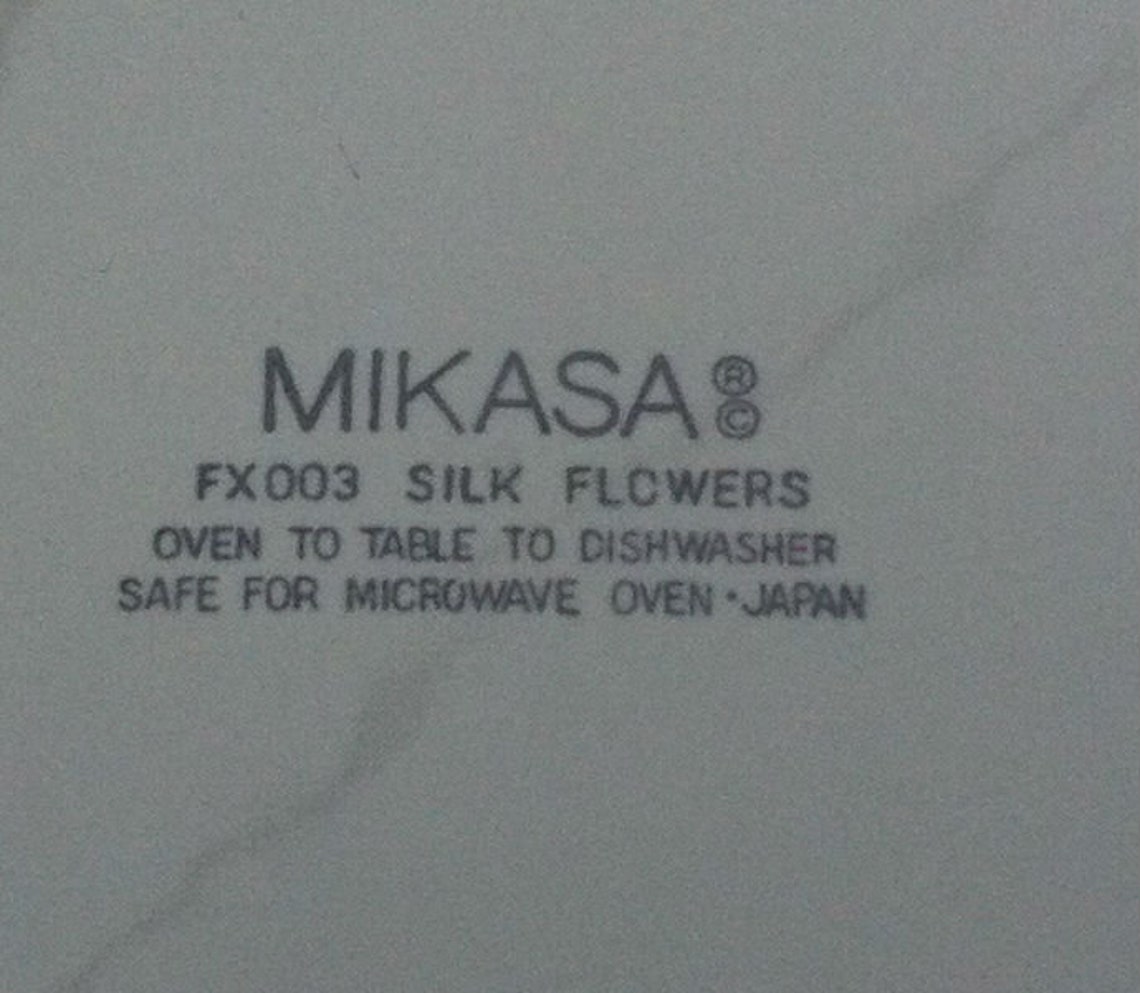 MIKASA®©
FX003 SILK FLOWERS
OVEN TO TABLE TO DISHWASHER
SAFE FOR MICROWAVE OVEN·JAPAN